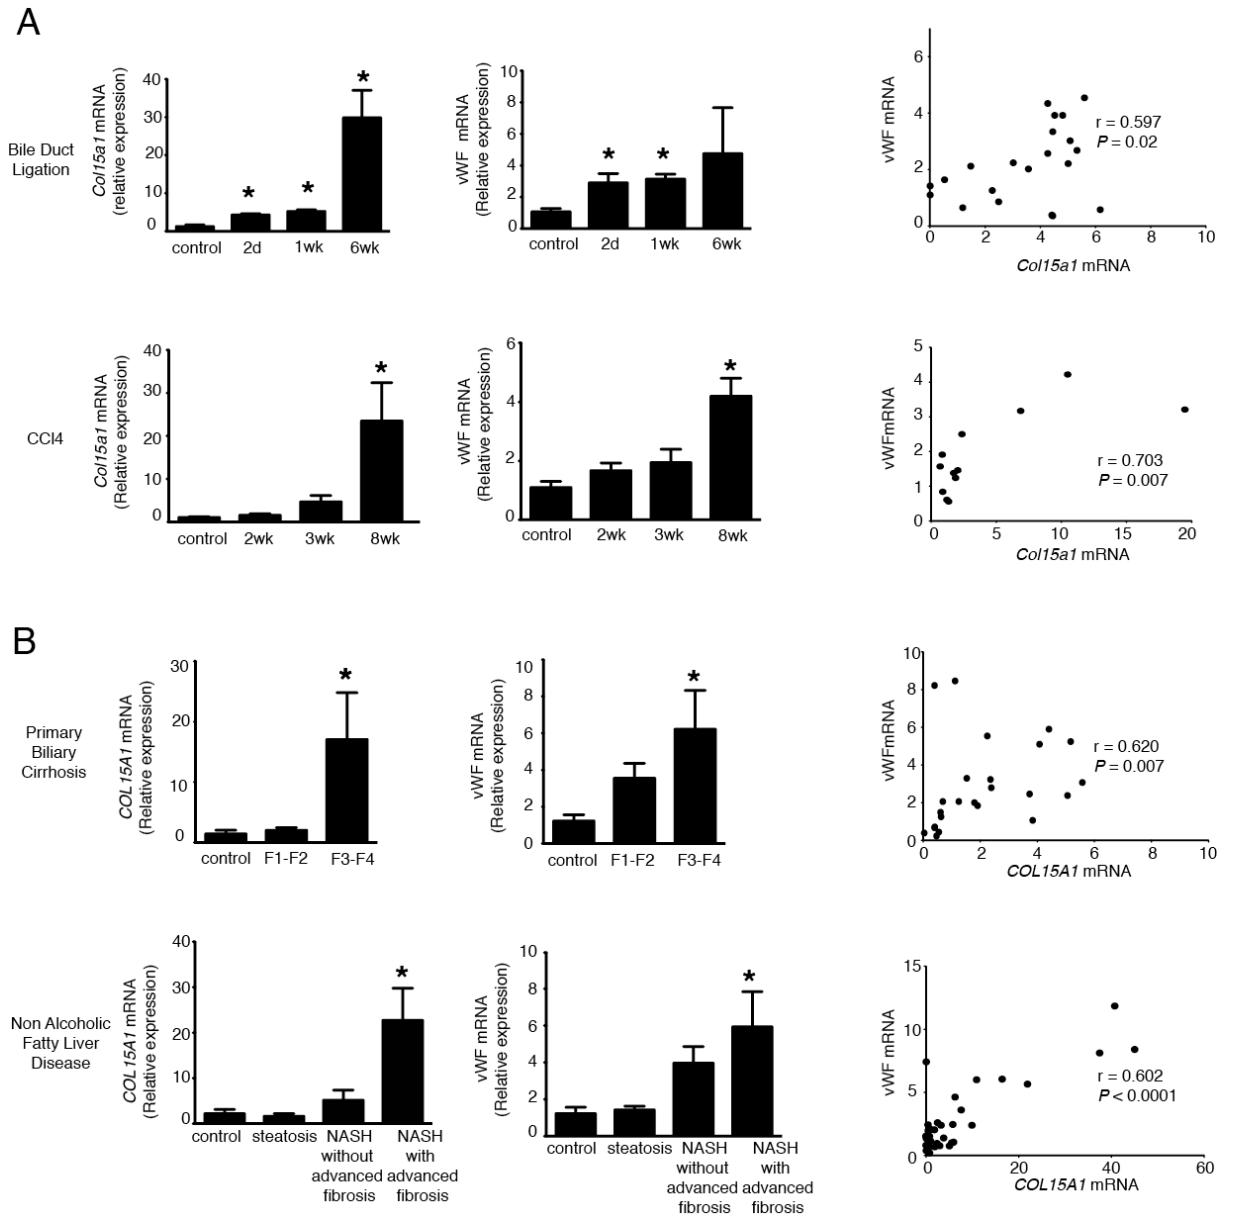 A
Bile Duct
Ligation
Col15a1 mRNA
(relative expression)
40
30
20
10
0
*
*
*
control 2d 1wk 6wk
vWF mRNA
(Relative expression)
10
8
6
4
2
0
*
*
control 2d 1wk 6wk
vWF mRNA
6
4
2
0
r = 0.597
P = 0.02
0 2 4 6 8 10
Col15a1 mRNA
CCl4
Col15a1 mRNA
(Relative expression)
40
30
20
10
0
*
control 2wk 3wk 8wk
vWF mRNA
(Relative expression)
6
4
2
0
*
control 2wk 3wk 8wk
vWFmRNA
5
4
3
2
1
0
r = 0.703
P = 0.007
0 5 10 15 20
Col15a1 mRNA
B
Primary
Biliary
Cirrhosis
COL15A1 mRNA
(Relative expression)
30
20
10
0
*
control F1-F2 F3-F4
vWF mRNA
(Relative expression)
10
8
6
4
2
0
*
control F1-F2 F3-F4
vWFmRNA
10
8
6
4
2
0
r = 0.620
P = 0.007
0 2 4 6 8 10
COL15A1 mRNA
Non Alcoholic
Fatty Liver
Disease
COL15A1 mRNA
(Relative expression)
40
30
20
10
0
*
control steatosis NASH NASH
without with
advanced advanced
fibrosis fibrosis
vWF mRNA
(Relative expression)
10
8
6
4
2
0
*
control steatosis NASH NASH
without with
advanced advanced
fibrosis fibrosis
vWF mRNA
15
10
5
0
r = 0.602
P < 0.0001
0 20 40 60
COL15A1 mRNA